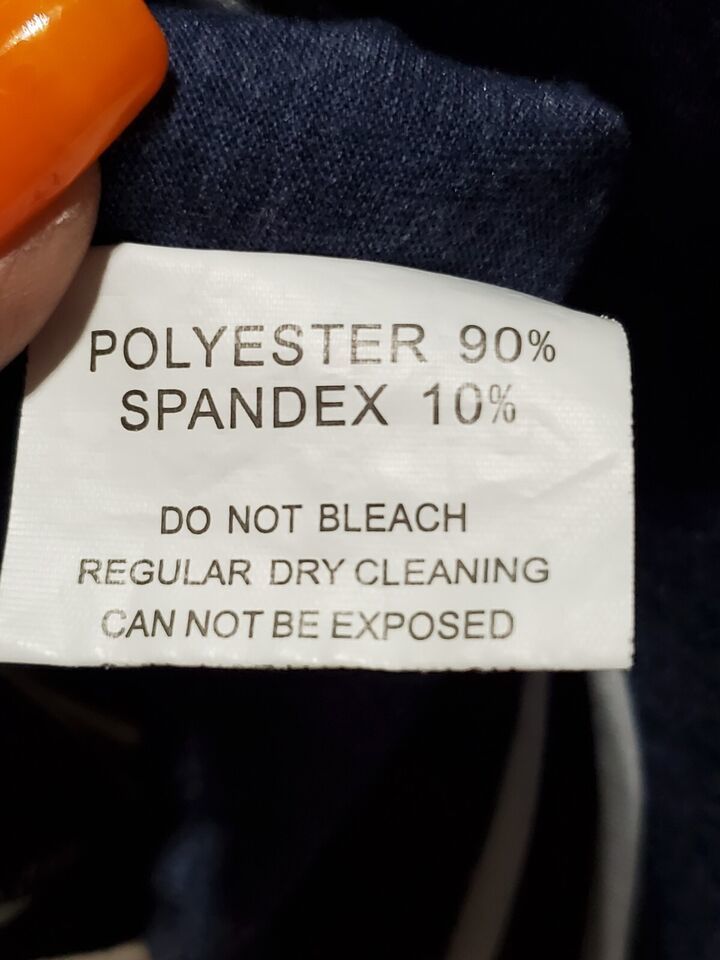 POLYESTER 90%
SPANDEX 10%
DO NOT BLEACH
REGULAR DRY CLEANING
CAN NOT BE EXPOSED